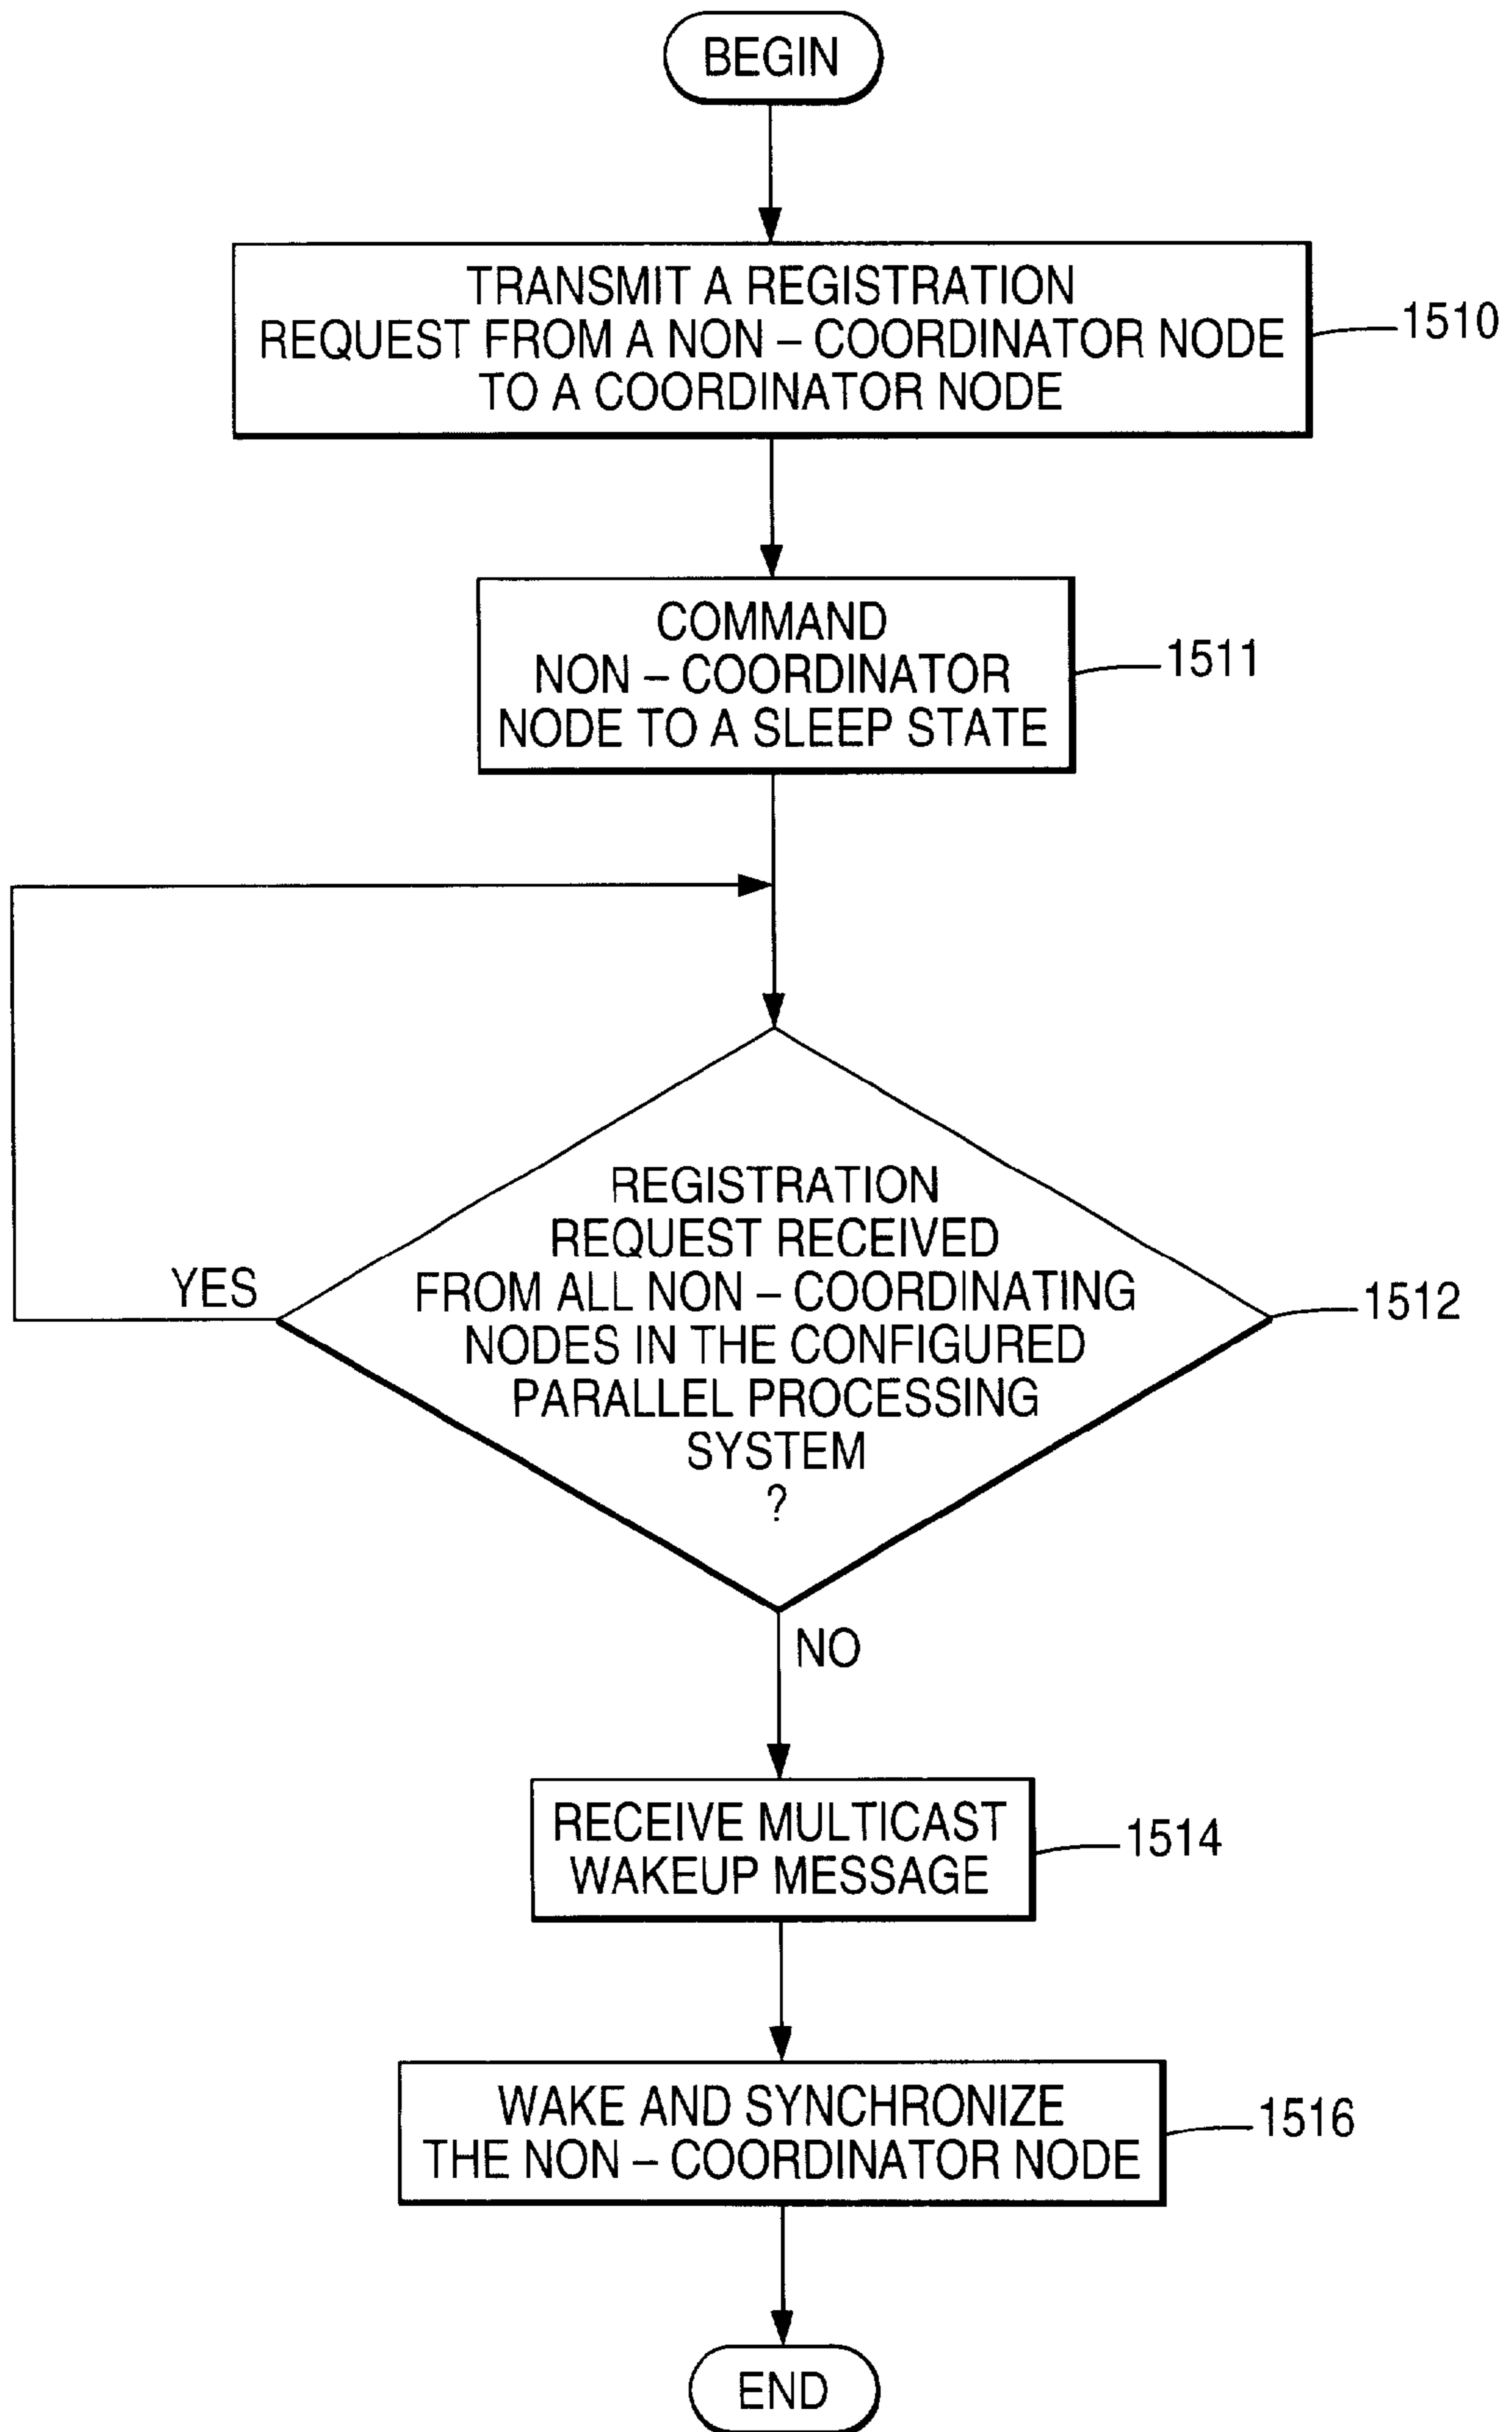 BEGIN
TRANSMIT A REGISTRATION
REQUEST FROM A NON – COORDINATOR NODE
TO A COORDINATOR NODE
1510
COMMAND
NON – COORDINATOR
NODE TO A SLEEP STATE
1511
REGISTRATION
REQUEST RECEIVED
FROM ALL NON – COORDINATING
NODES IN THE CONFIGURED
PARALLEL PROCESSING
SYSTEM
?
YES
1512
NO
RECEIVE MULTICAST
WAKEUP MESSAGE
1514
WAKE AND SYNCHRONIZE
THE NON – COORDINATOR NODE
1516
END